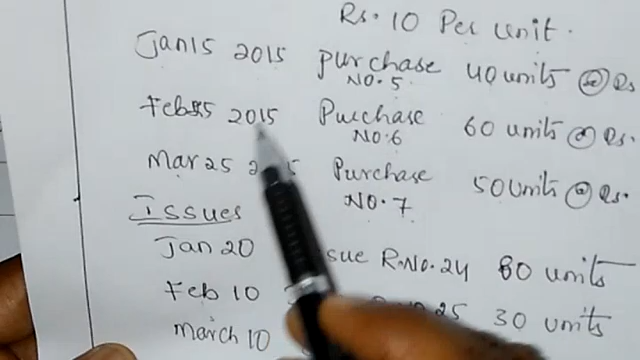 Rs. 10 Per unit.
Jan 15 2015 purchase 40 units @ Rs
NO. 5
Feb 2015 Purchase 60 units @ Rs.
NO. 6
Mar 25 Purchase 50 units @ Rs.
NO. 7
Issues
Jan 20 R.No. 24 80 units
Feb 10 25 30 units
March 10